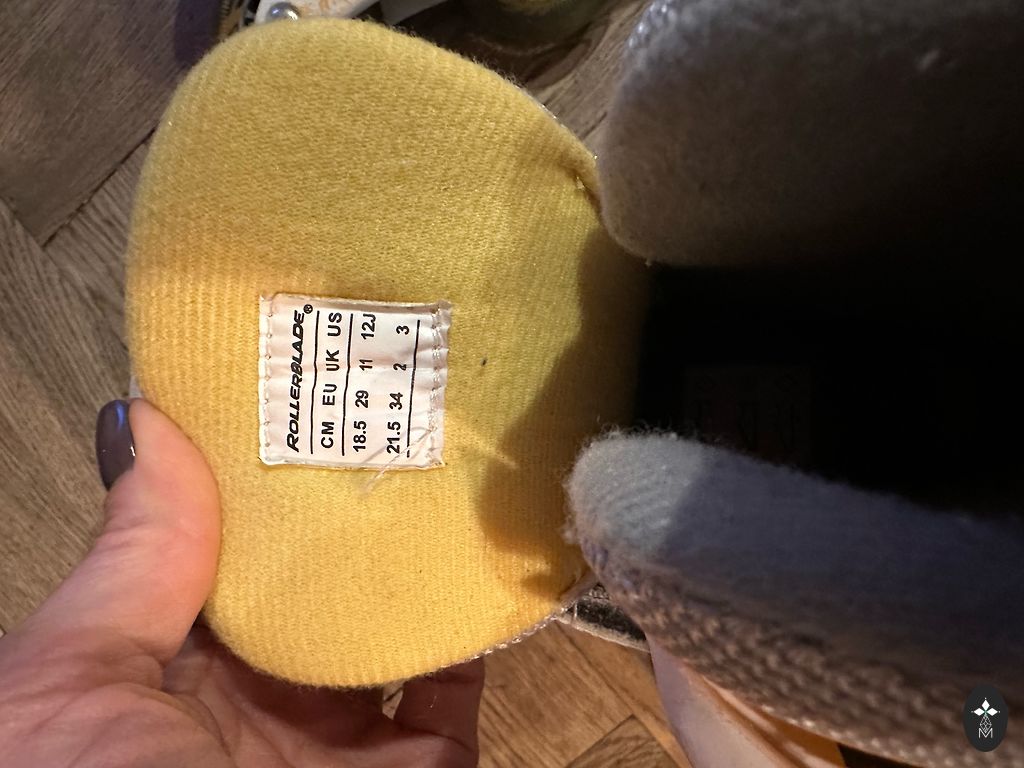 ROLLERBLADE®
CM EU UK US
18.5 29 11 12J
21.5 34 2 3
M